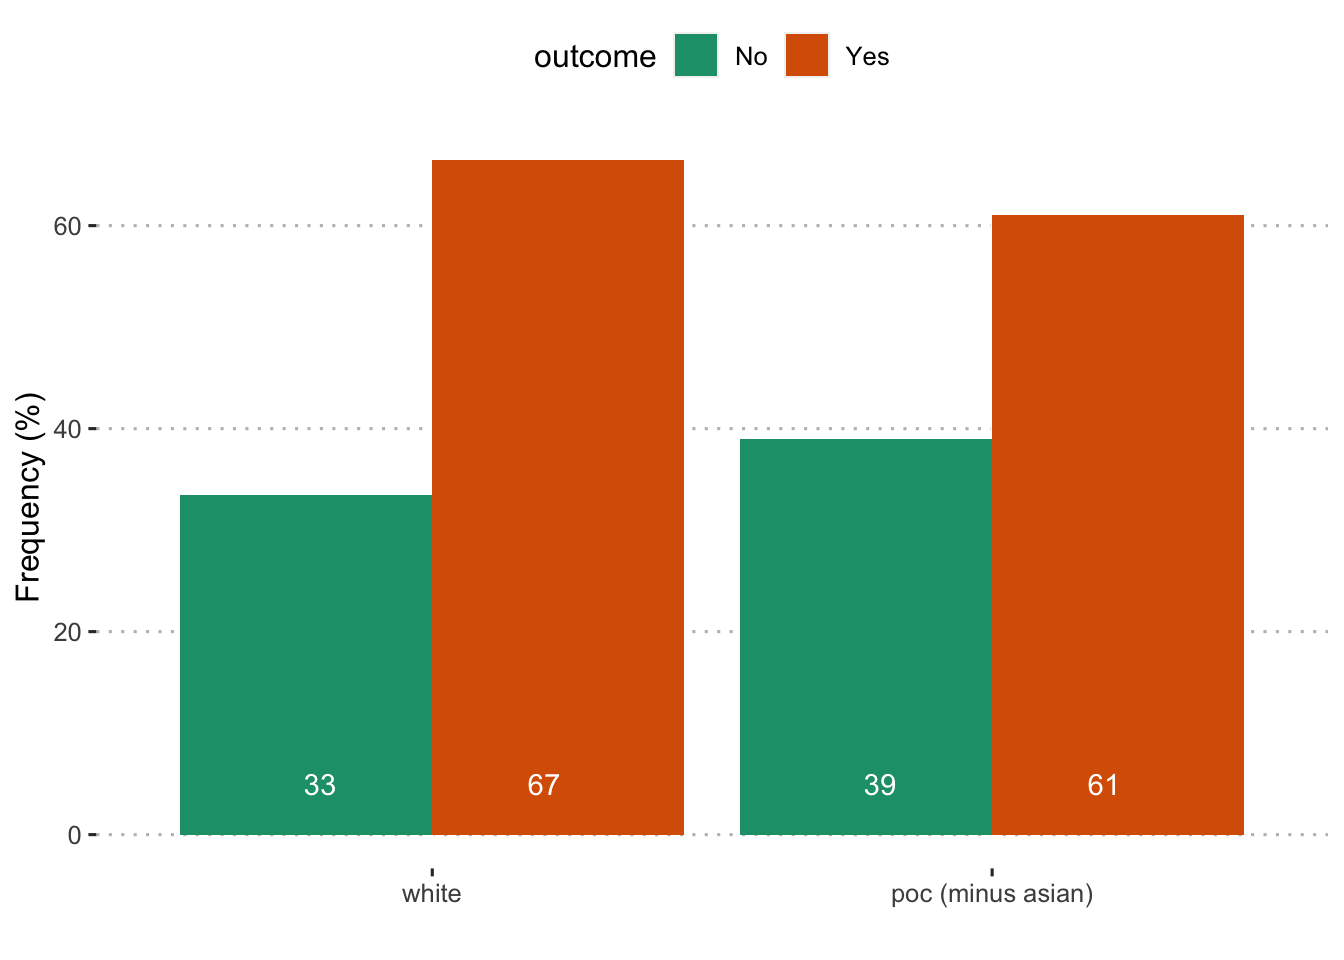 outcome No Yes
Frequency (%)
60
40
20
0
33 67 39 61
white poc (minus asian)